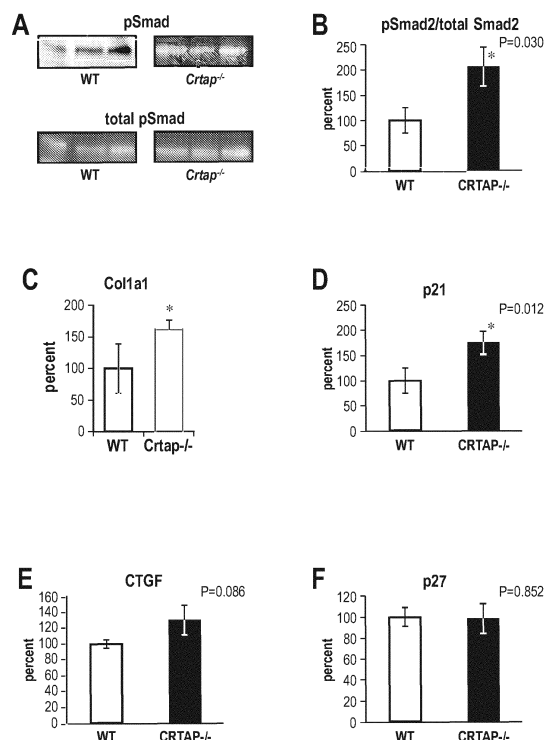 A
pSmad
WT
Crtap-/-
total pSmad
WT
Crtap-/-
B
pSmad2/total Smad2
P=0.030
*
percent
250
200
150
100
50
0
WT
CRTAP-/-
C
Col1a1
*
percent
200
150
100
50
0
WT
Crtap-/-
D
p21
P=0.012
*
percent
250
200
150
100
50
0
WT
CRTAP-/-
E
CTGF
P=0.086
percent
160
140
120
100
80
60
40
20
0
WT
CRTAP-/-
F
p27
P=0.852
percent
120
100
80
60
40
20
0
WT
CRTAP-/-